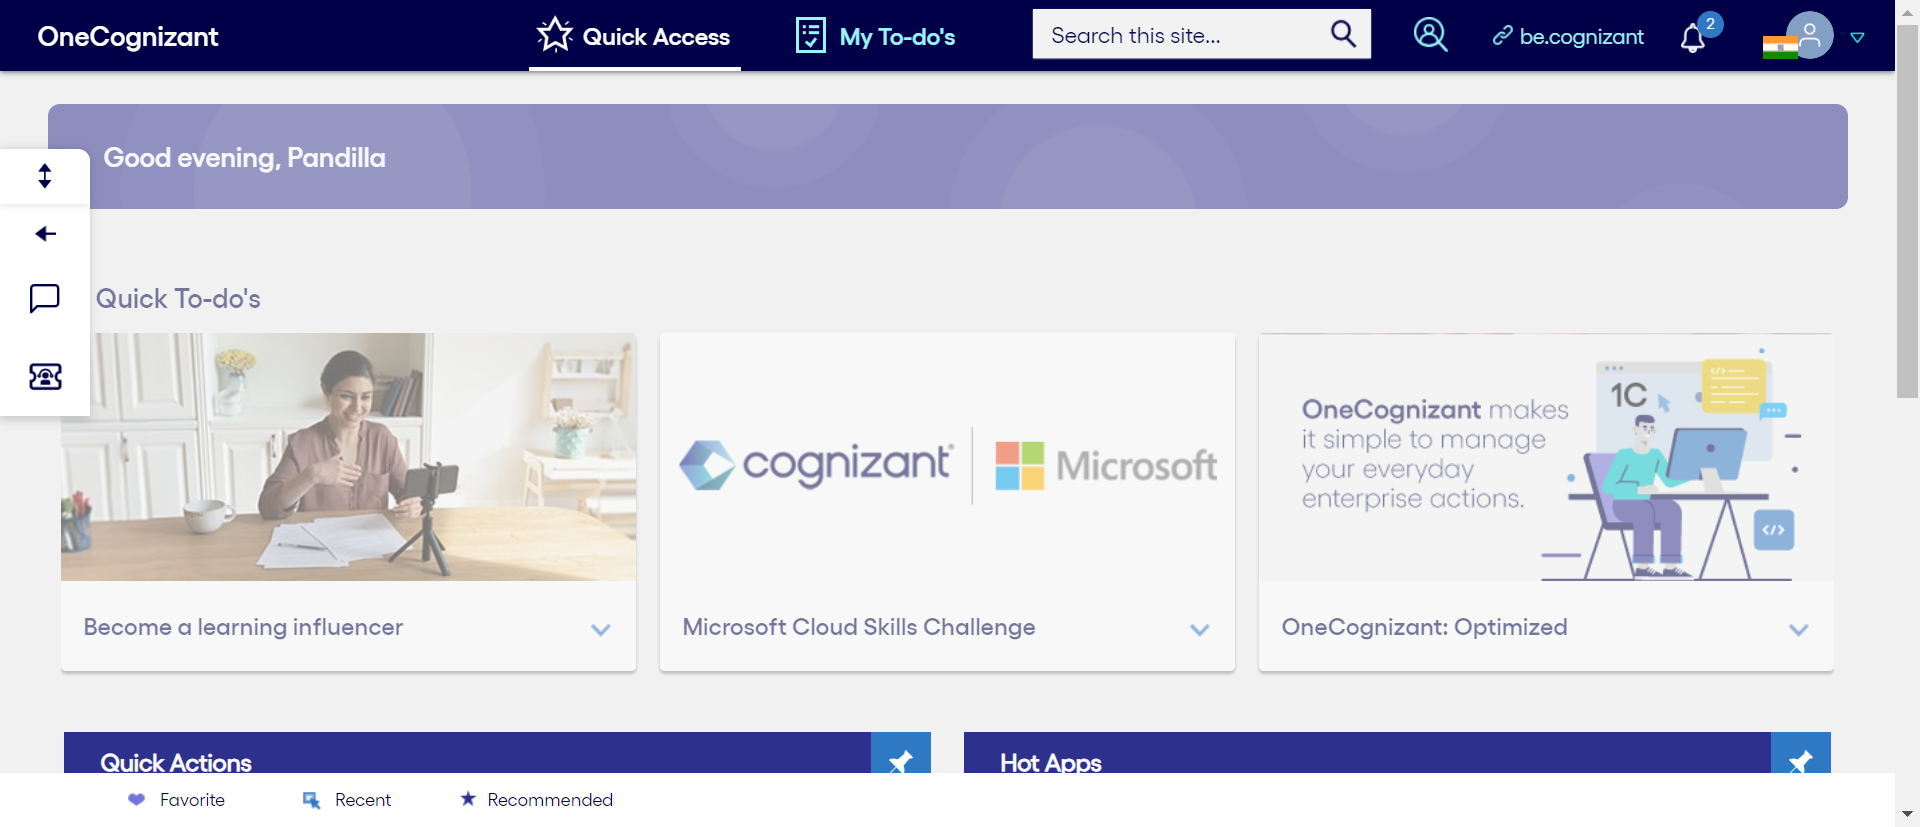 OneCognizant
Quick Access
My To-do's
Search this site...
be.cognizant
2
Good evening, Pandilla
Quick To-do's
cognizant
Microsoft
OneCognizant makes
it simple to manage
your everyday
enterprise actions.
1C
</>
</>
Become a learning influencer
Microsoft Cloud Skills Challenge
OneCognizant: Optimized
Quick Actions
Hot Apps
Favorite
Recent
Recommended